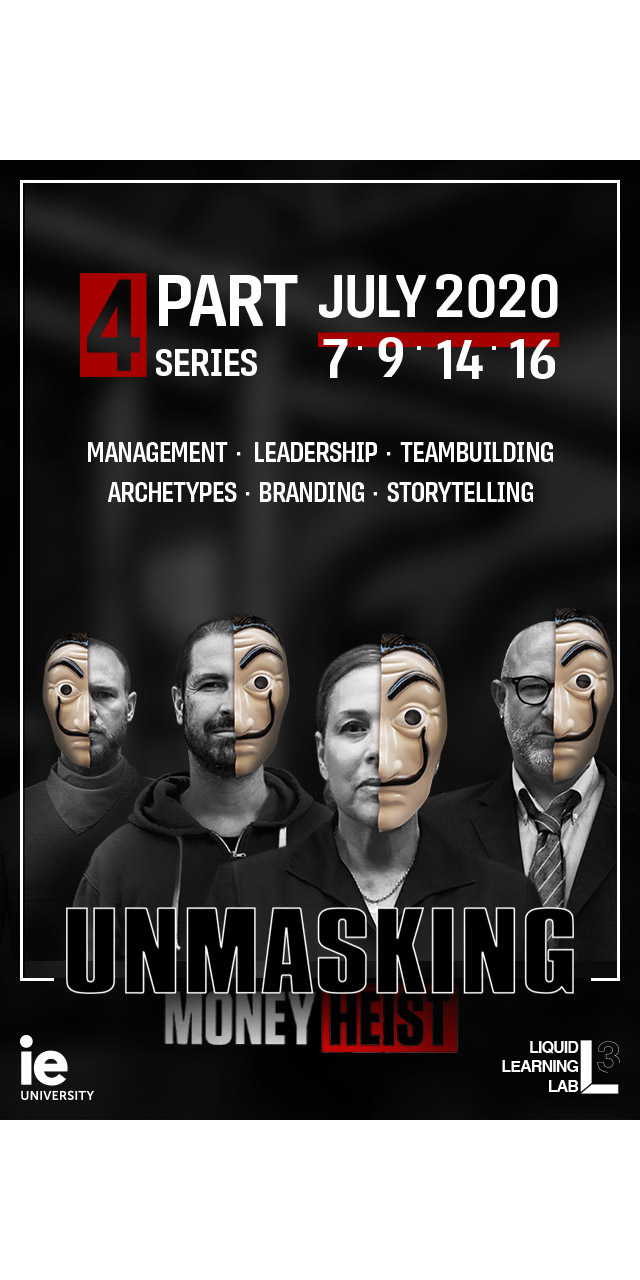 4 PART
SERIES
JULY 2020
7 · 9 · 14 · 16
MANAGEMENT · LEADERSHIP · TEAMBUILDING
ARCHETYPES · BRANDING · STORYTELLING
UNMASKING
MONEY HEIST
ie
UNIVERSITY
LIQUID
LEARNING
LAB
L3